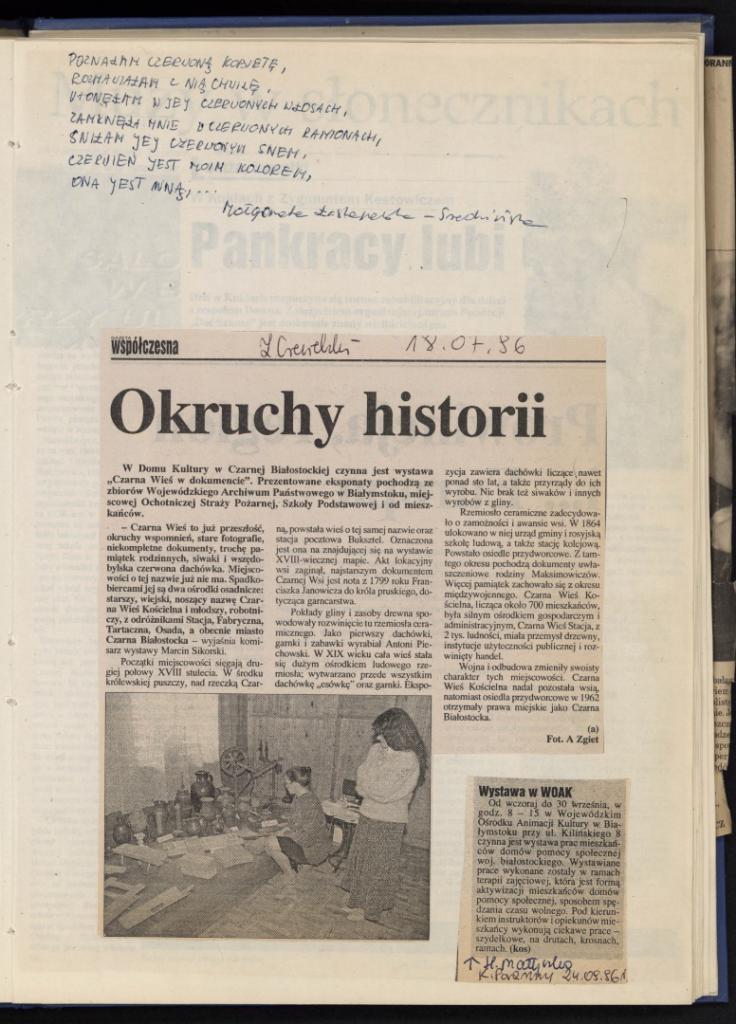 POZNAŁAM CZERWONĄ KOBIETĘ,
ROZMAWIAŁAM Z NIĄ CHWILĘ,
UTONĘŁAM W JEY CZERWONYCH WŁOSACH,
ZAMKNĘŁA MNIE W CZERWONYCH RAMIONACH,
ŚNIŁAM JEY CZERWONYM SNEM,
CZERWIEŃ JEST MOIM KOLOREM,
ONA JEST MNĄ, ...
Małgorzata
Pankracy lubi
współczesna
18.07.96
Okruchy historii
W Domu Kultury w Czarnej Białostockiej czynna jest wystawa
„Czarna Wieś w dokumencie”. Prezentowane eksponaty pochodzą ze
zbiorów Wojewódzkiego Archiwum Państwowego w Białymstoku, miej-
scowej Ochotniczej Straży Pożarnej, Szkoły Podstawowej i od miesz-
kańców.
– Czarna Wieś to już przeszłość,
okruchy wspomnień, stare fotografie,
niekompletne dokumenty, trochę pa-
miątek rodzinnych, siwaki i wszędo-
bylska czerwona dachówka. Miejscowo-
ści o tej nazwie już nie ma. Spadko-
biercami jej są dwa ośrodki osadnicze:
starszy, wiejski, noszący nazwę Czar-
na Wieś Kościelna i młodszy, robotni-
czy, z odróżnikami Stacja, Fabryczna,
Tartaczna, Osada, a obecnie miasto
Czarna Białostocka – wyjaśnia komi-
sarz wystawy Marcin Sikorski.
Początki miejscowości sięgają dru-
giej połowy XVIII stulecia. W środku
królewskiej puszczy, nad rzeczką Czar-
ną, powstała wieś o tej samej nazwie oraz
stacja pocztowa Buksztel. Oznaczona
jest ona na znajdującej się na wystawie
XVIII-wiecznej mapie. Akt lokacyjny
wsi zaginął, najstarszym dokumentem
Czarnej Wsi jest nota z 1799 roku Fran-
ciszka Janowicza do króla pruskiego, do-
tycząca garncarstwa.
Pokłady gliny i zasoby drewna spo-
wodowały rozwinięcie tu rzemiosła cera-
micznego. Jako pierwszy dachówki,
garnki i zabawki wyrabiał Antoni Pie-
chowski. W XIX wieku cała wieś stała
się dużym ośrodkiem ludowego rze-
miosła; wytwarzano przede wszystkim
dachówkę „esówkę” oraz garnki. Ekspo-
zycja zawiera dachówki liczące nawet
ponad sto lat, a także przyrządy do ich
wyrobu. Nie brak też siwaków i innych
wyrobów z gliny.
Rzemiosło ceramiczne zadecydowa-
ło o zamożności i awansie wsi. W 1864
ulokowano w niej urząd gminy i rosyjską
szkołę ludową, a także stację kolejową.
Powstało osiedle przydworcowe. Z tam-
tego okresu pochodzą dokumenty uwła-
szczeniowe rodziny Maksimowiczów.
Więcej pamiątek zachowało się z okresu
międzywojennego. Czarna Wieś Ko-
ścielna, licząca około 700 mieszkańców,
była silnym ośrodkiem gospodarczym i
administracyjnym, Czarna Wieś Stacja, z
2 tys. ludności, miała przemysł drzewny,
instytucje użyteczności publicznej i roz-
winięty handel.
Wojna i odbudowa zmieniły swoisty
charakter tych miejscowości. Czarna
Wieś Kościelna nadal pozostała wsią,
natomiast osiedla przydworcowe w 1962
otrzymały prawa miejskie jako Czarna
Białostocka.
(a)
Fot. A Zgiet
Wystawa w WOAK
Od wczoraj do 30 września, w
godz. 8 – 15 w Wojewódzkim
Ośrodku Animacji Kultury w Bia-
łymstoku przy ul. Kilińskiego 8
czynna jest wystawa prac mieszkań-
ców domów pomocy społecznej
woj. białostockiego. Wystawiane
prace wykonane zostały w ramach
terapii zajęciowej, która jest formą
aktywizacji mieszkańców domów
pomocy społecznej, sposobem spę-
dzania czasu wolnego. Pod kierun-
kiem instruktorów i opiekunów mie-
szkańcy wykonują ciekawe prace –
szydełkowe, na drutach, krosnach,
ramach. (kos)
K. Poranny 24.09.96 r.